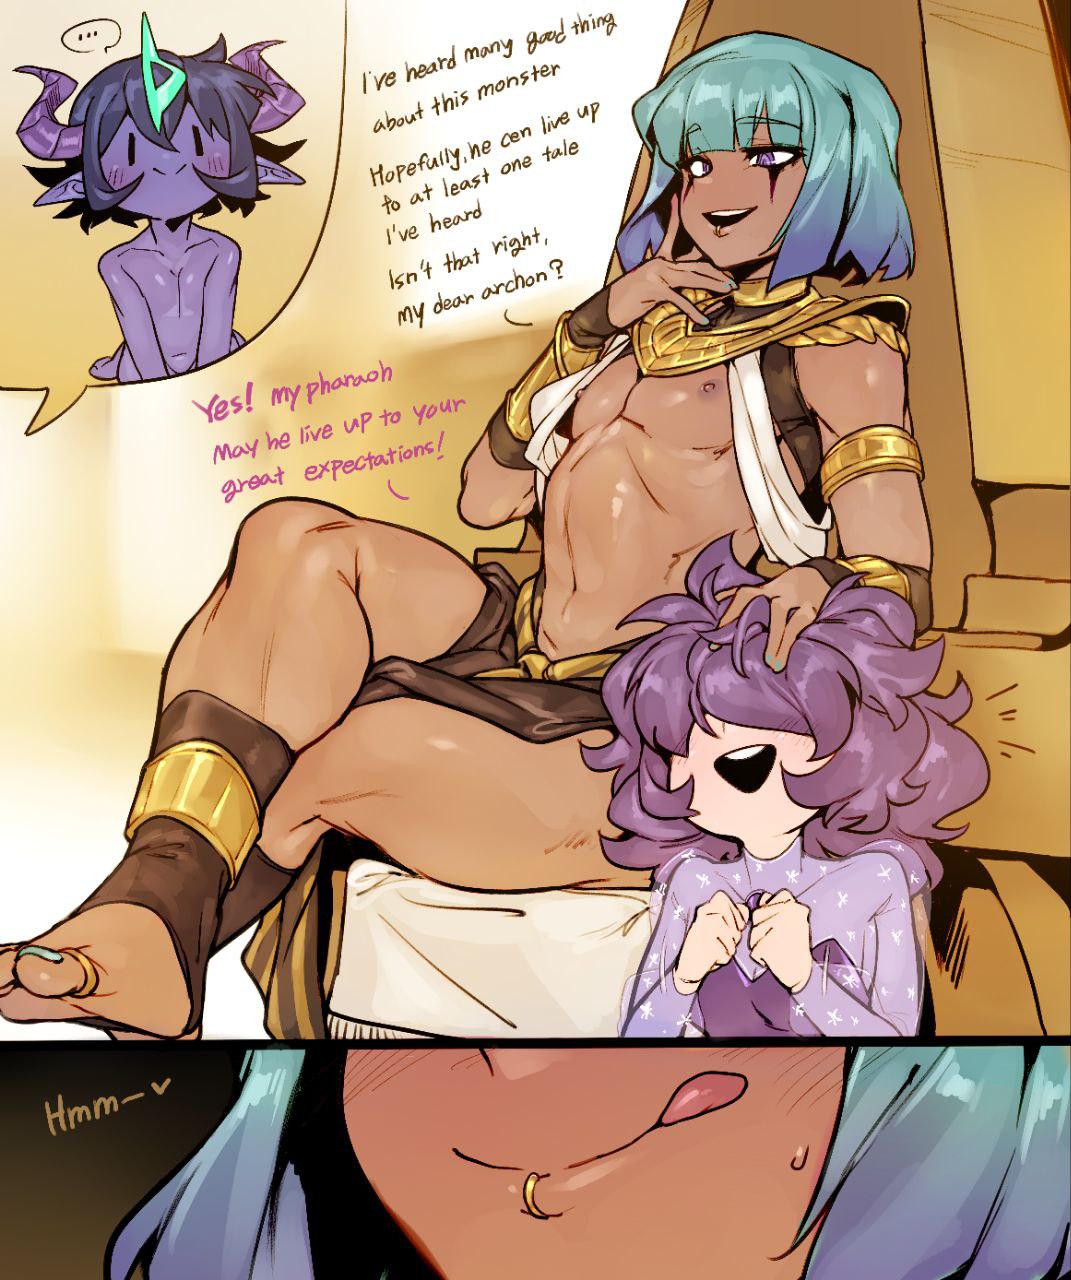 ...
I've heard many good thing
about this monster
Hopefully, he cen live up
to at least one tale
I've heard
Isn't that right,
my dear archon?
Yes! my pharaoh
may he live up to your
great expectations!
Hmm—♥